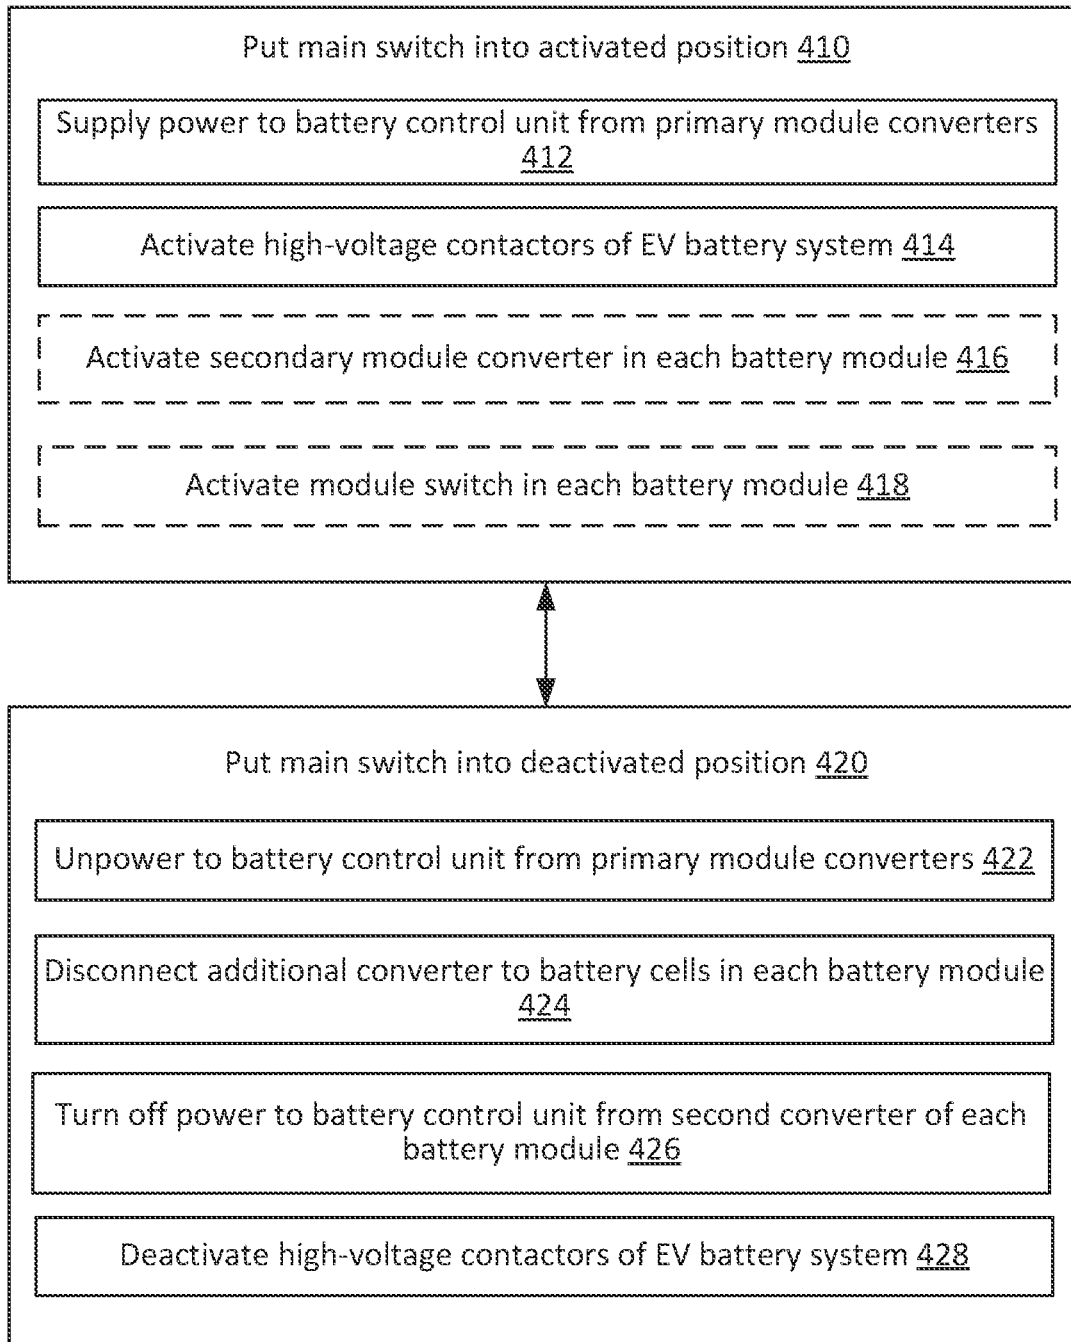 Put main switch into activated position 410
Supply power to battery control unit from primary module converters
412
Activate high-voltage contactors of EV battery system 414
Activate secondary module converter in each battery module 416
Activate module switch in each battery module 418
Put main switch into deactivated position 420
Unpower to battery control unit from primary module converters 422
Disconnect additional converter to battery cells in each battery module
424
Turn off power to battery control unit from second converter of each
battery module 426
Deactivate high-voltage contactors of EV battery system 428